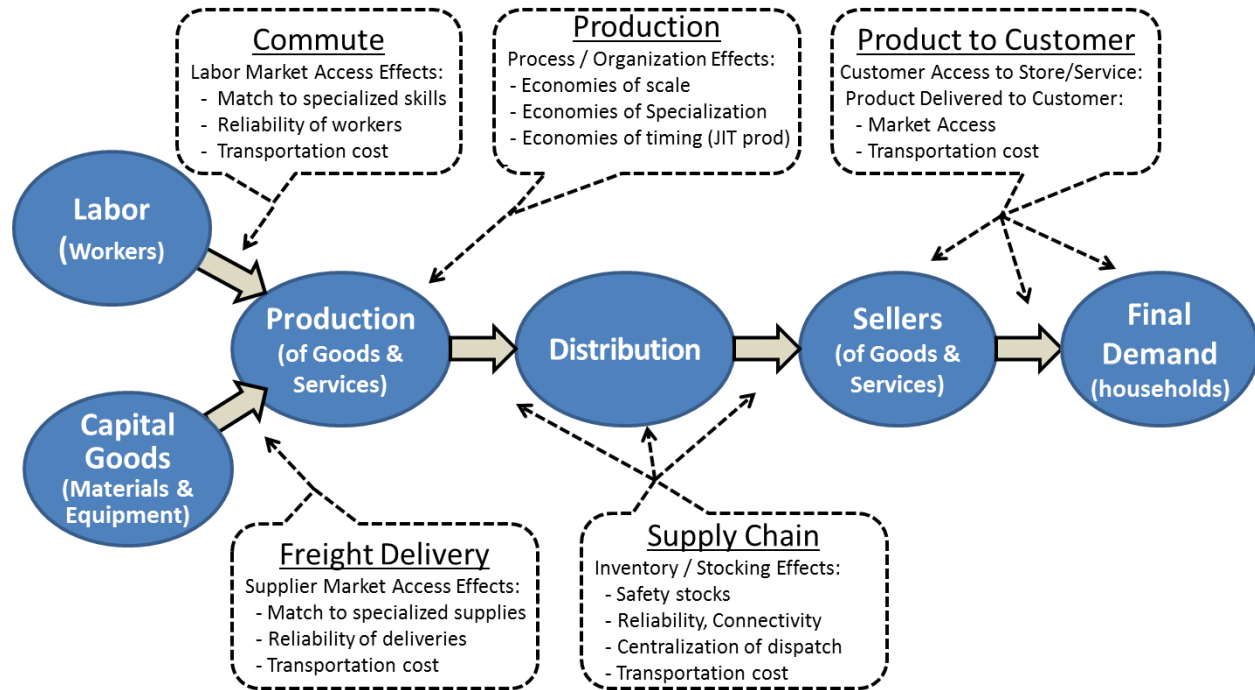 Commute
Labor Market Access Effects:
- Match to specialized skills
- Reliability of workers
- Transportation cost
Production
Process / Organization Effects:
- Economies of scale
- Economies of Specialization
- Economies of timing (JIT prod)
Product to Customer
Customer Access to Store/Service:
Product Delivered to Customer:
- Market Access
- Transportation cost
Labor
(Workers)
Capital
Goods
(Materials &
Equipment)
Production
(of Goods &
Services)
Distribution
Sellers
(of Goods &
Services)
Final
Demand
(households)
Freight Delivery
Supplier Market Access Effects:
- Match to specialized supplies
- Reliability of deliveries
- Transportation cost
Supply Chain
Inventory / Stocking Effects:
- Safety stocks
- Reliability, Connectivity
- Centralization of dispatch
- Transportation cost